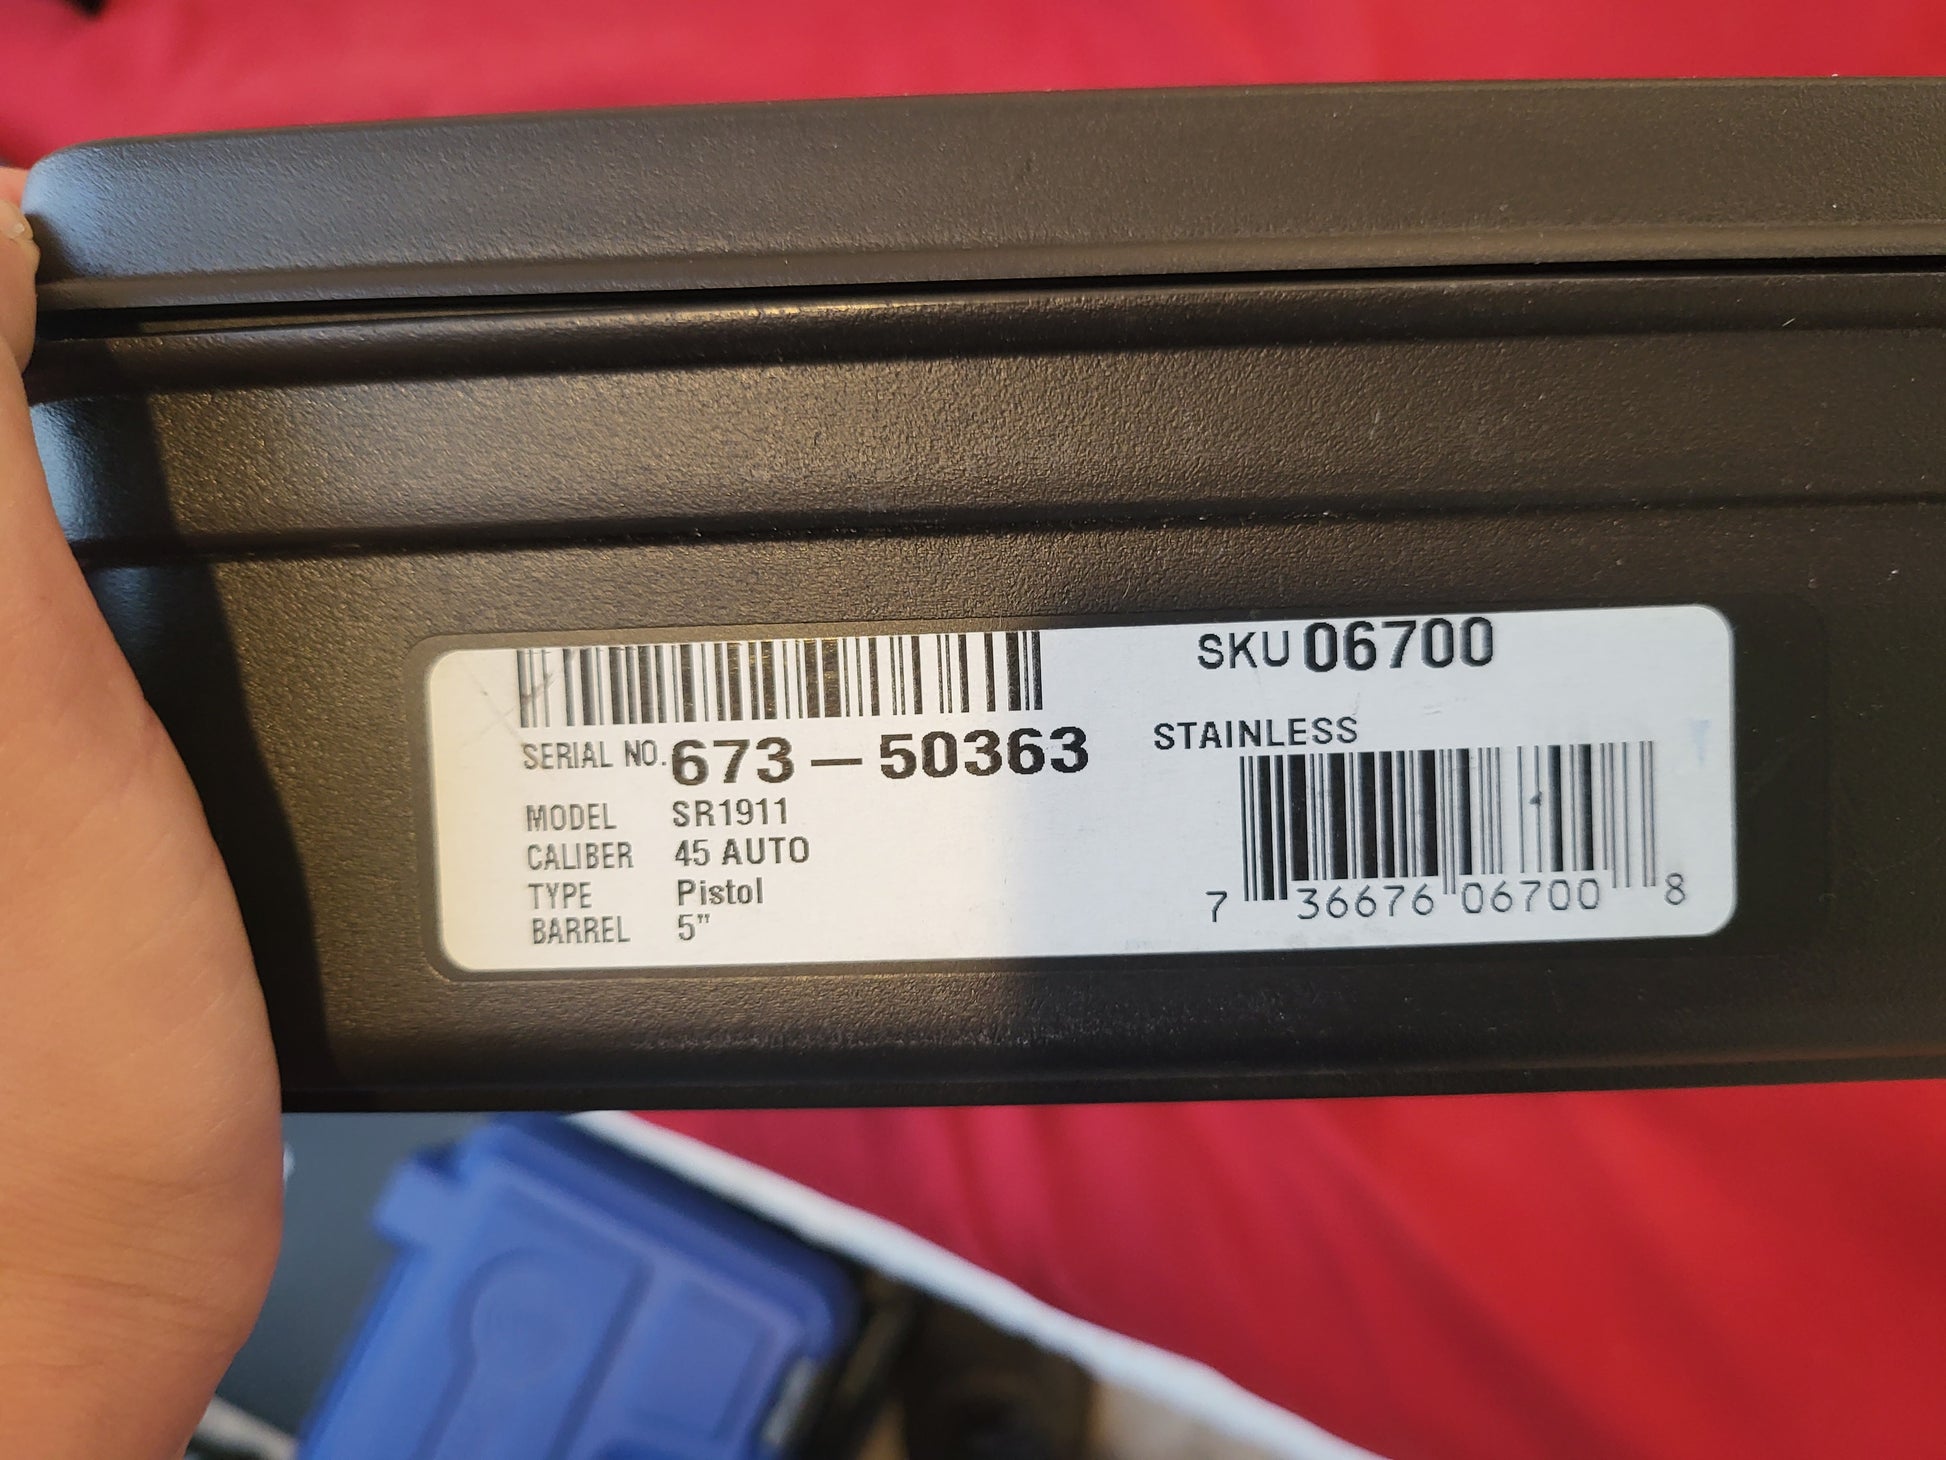 SKU 06700
SERIAL NO. 673-50363
STAINLESS
MODEL SR1911
CALIBER 45 AUTO
TYPE Pistol
BARREL 5"
7 36676 06700 8